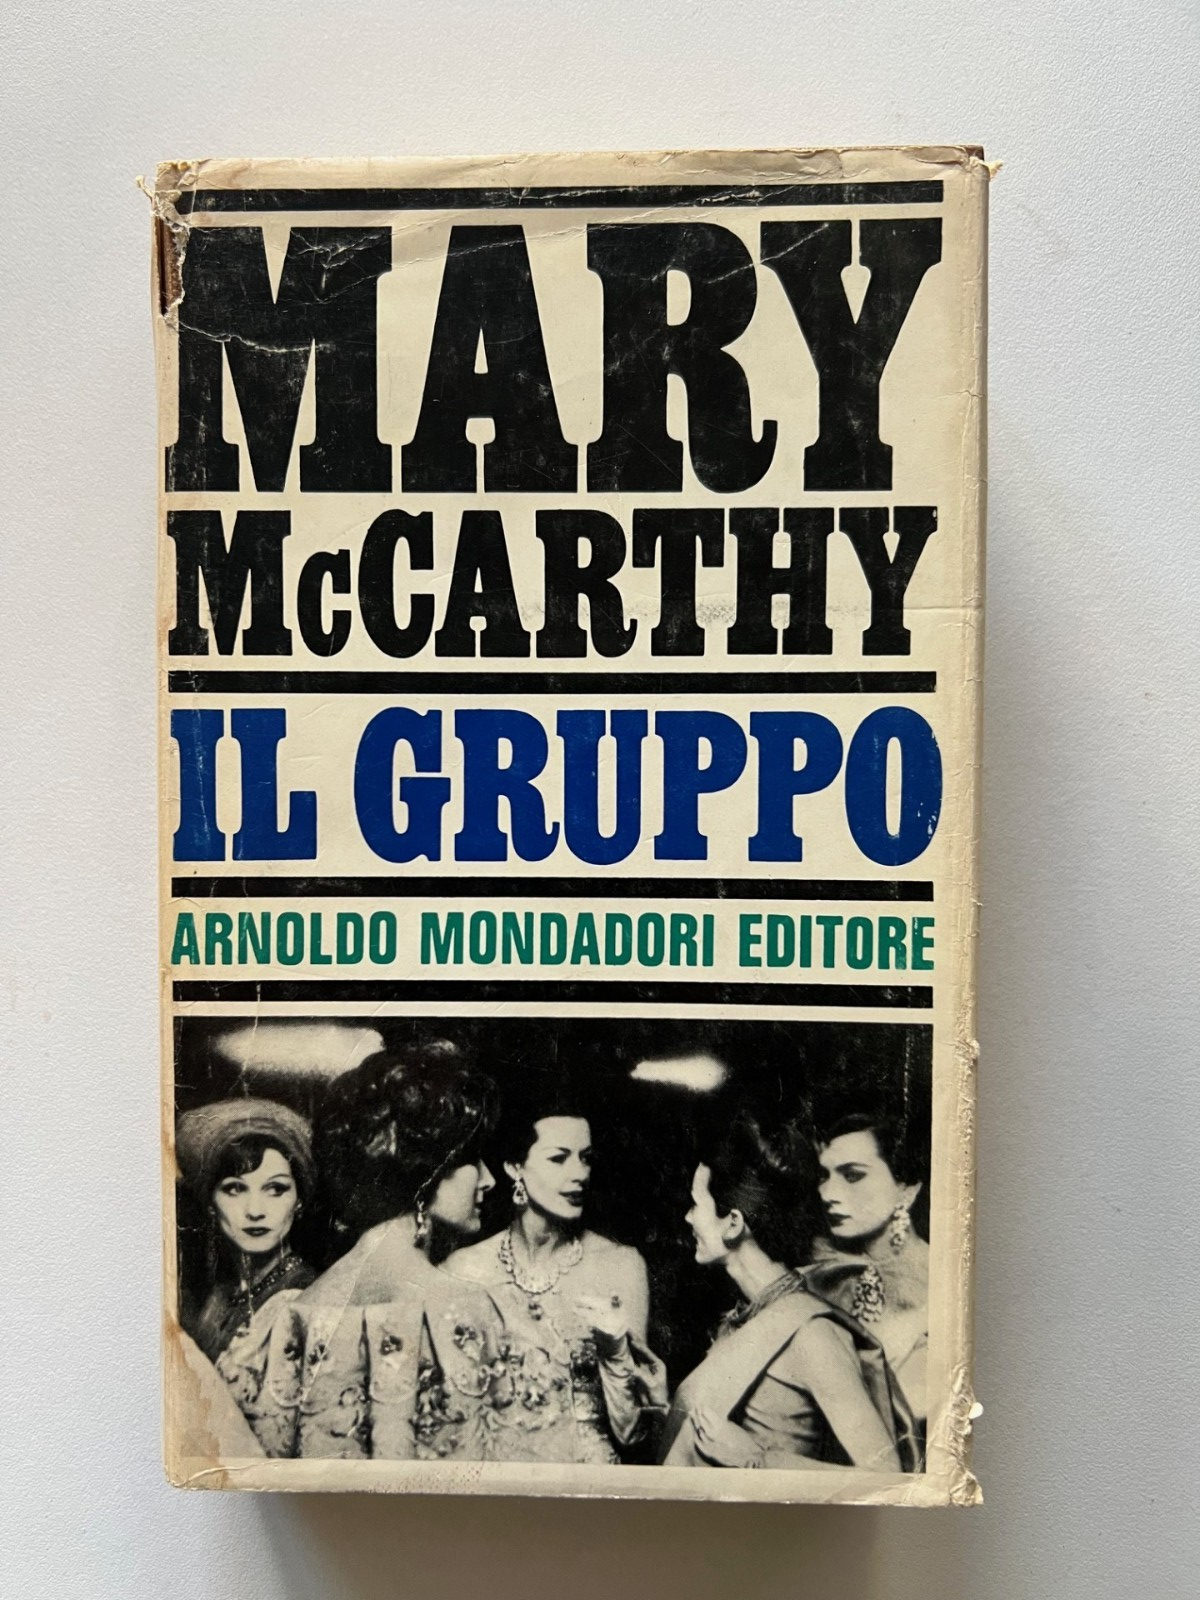 MARY
McCARTHY
IL GRUPPO
ARNOLDO MONDADORI EDITORE